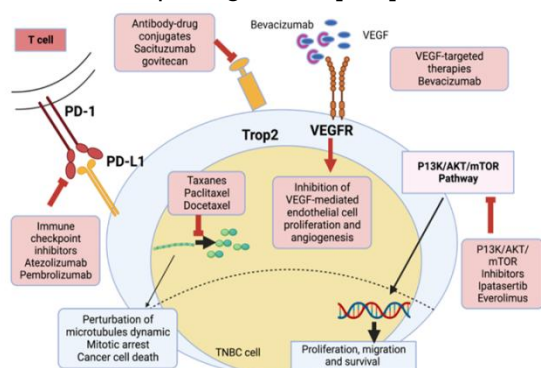 Antibody-drug
conjugates
Sacituzumab
govitecan
Bevacizumab
VEGF
T cell
VEGF-targeted
therapies
Bevacizumab
PD-1
Trop2
VEGFR
PD-L1
P13K/AKT/mTOR
Pathway
Taxanes
Paclitaxel
Docetaxel
Inhibition of
VEGF-mediated
endothelial cell
proliferation and
angiogenesis
Immune
checkpoint
inhibitors
Atezolizumab
Pembrolizumab
P13K/AKT/
mTOR
Inhibitors
Ipatasertib
Everolimus
Perturbation of
microtubules dynamic
Mitotic arrest
Cancer cell death
TNBC cell
Proliferation, migration
and survival